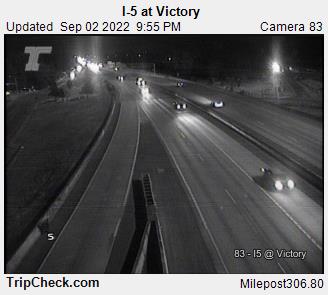 I-5 at Victory
Updated Sep 02 2022 9:55 PM Camera 83
T
S
83 - I5 @ Victory
TripCheck.com Milepost306.80